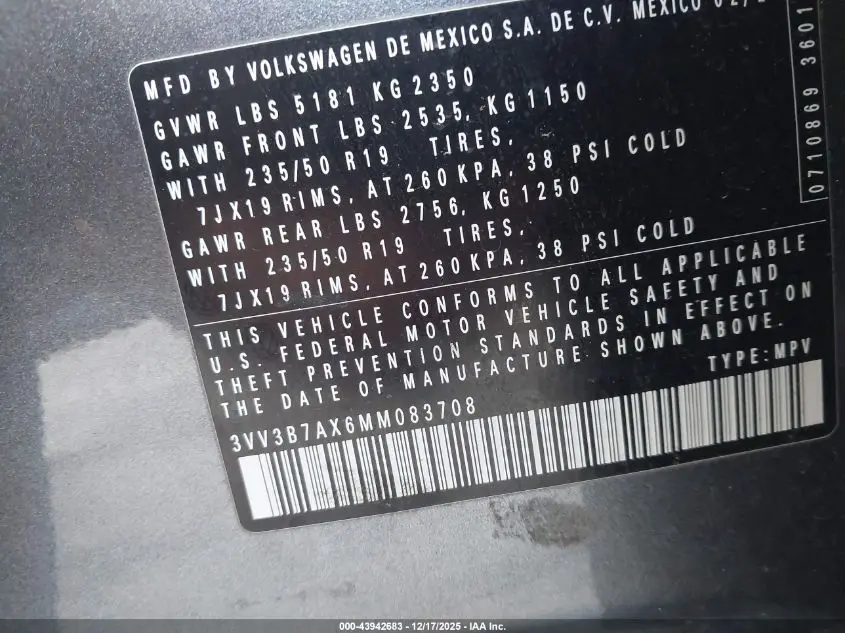 MFD BY VOLKSWAGEN DE MEXICO S.A. DE C.V. MEXICO
GVWR LBS 5181 KG 2350
GAWR FRONT LBS 2535, KG 1150
WITH 235/50 R19 TIRES,
7JX19 RIMS, AT 260 KPA, 38 PSI COLD
GAWR REAR LBS 2756, KG 1250
WITH 235/50 R19 TIRES,
7JX19 RIMS, AT 260 KPA, 38 PSI COLD
0710869 3601
THIS VEHICLE CONFORMS TO ALL APPLICABLE
U.S. FEDERAL MOTOR VEHICLE SAFETY AND
THEFT PREVENTION STANDARDS IN EFFECT ON
THE DATE OF MANUFACTURE SHOWN ABOVE.
TYPE: MPV
3VV3B7AX6MM083708
000-43942683 - 12/17/2025 - IAA Inc.